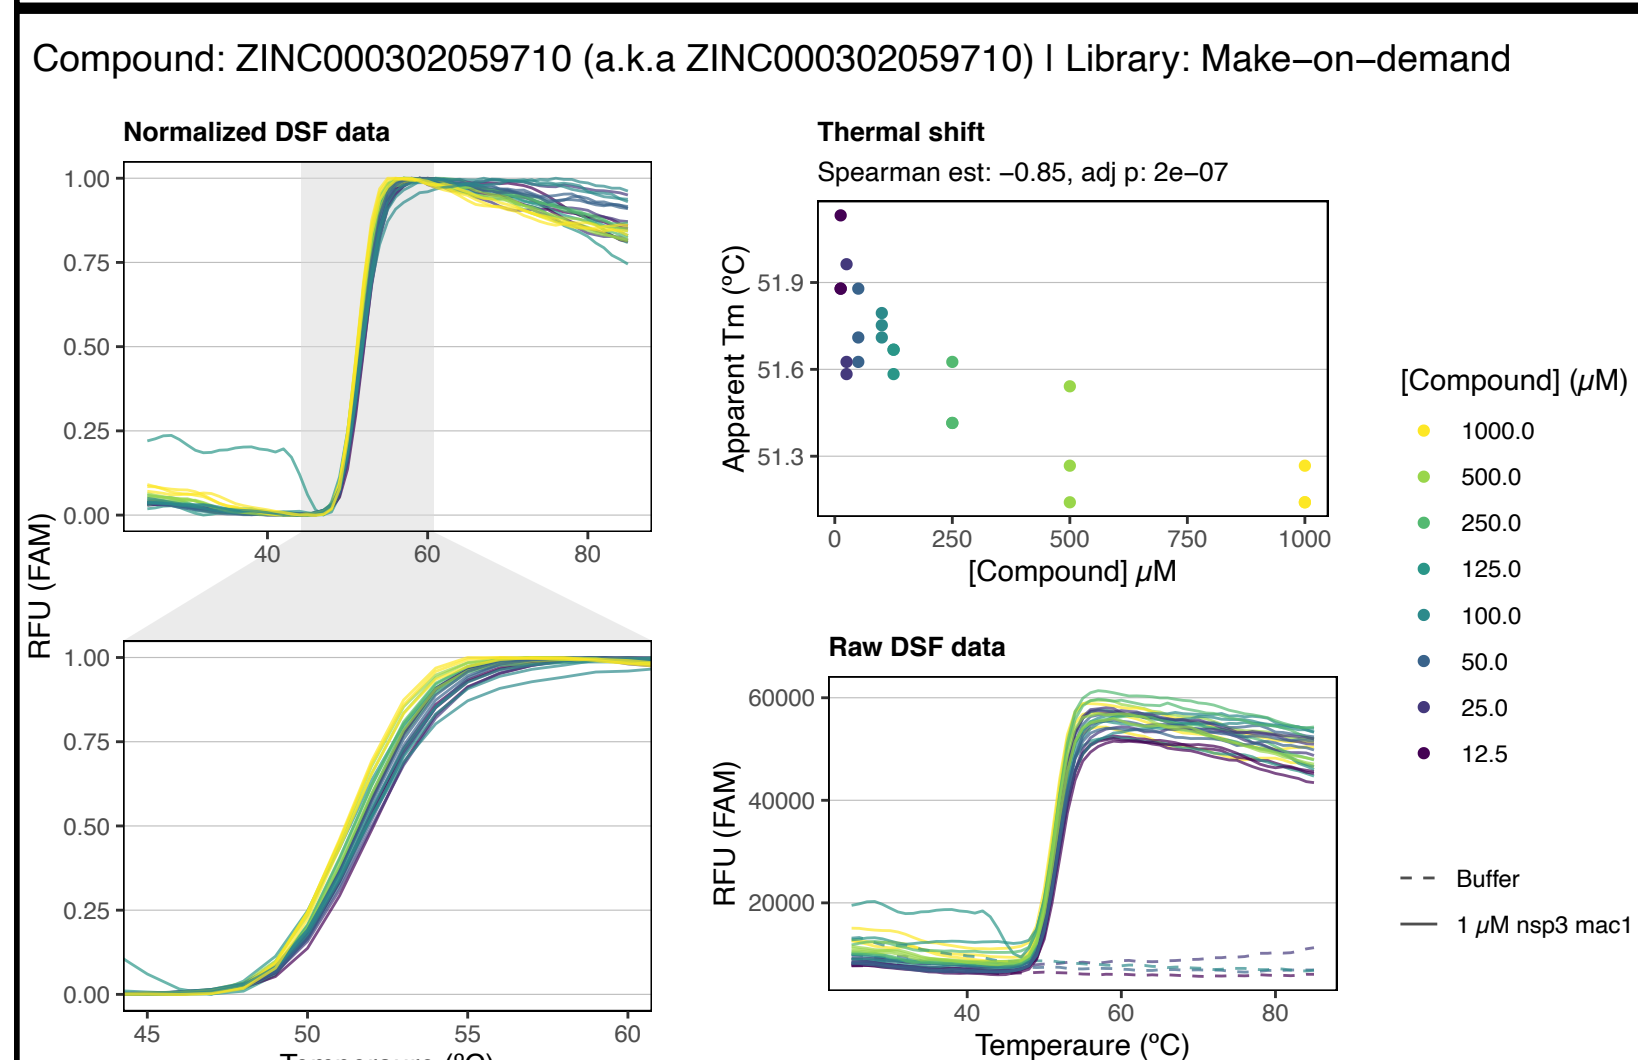 Compound: ZINC000302059710 (a.k.a ZINC000302059710) | Library: Make−on−demand
Normalized DSF data
1.00
0.75
0.50
0.25
0.00
40 60 80
RFU (FAM)
1.00
0.75
0.50
0.25
0.00
45 50 55 60
Temperaure (ºC)
Thermal shift
Spearman est: −0.85, adj p: 2e−07
Apparent Tm (ºC)
51.9
51.6
51.3
0 250 500 750 1000
[Compound] µM
Raw DSF data
RFU (FAM)
60000
40000
20000
40 60 80
Temperaure (ºC)
[Compound] (µM)
1000.0
500.0
250.0
125.0
100.0
50.0
25.0
12.5
Buffer
1 µM nsp3 mac1